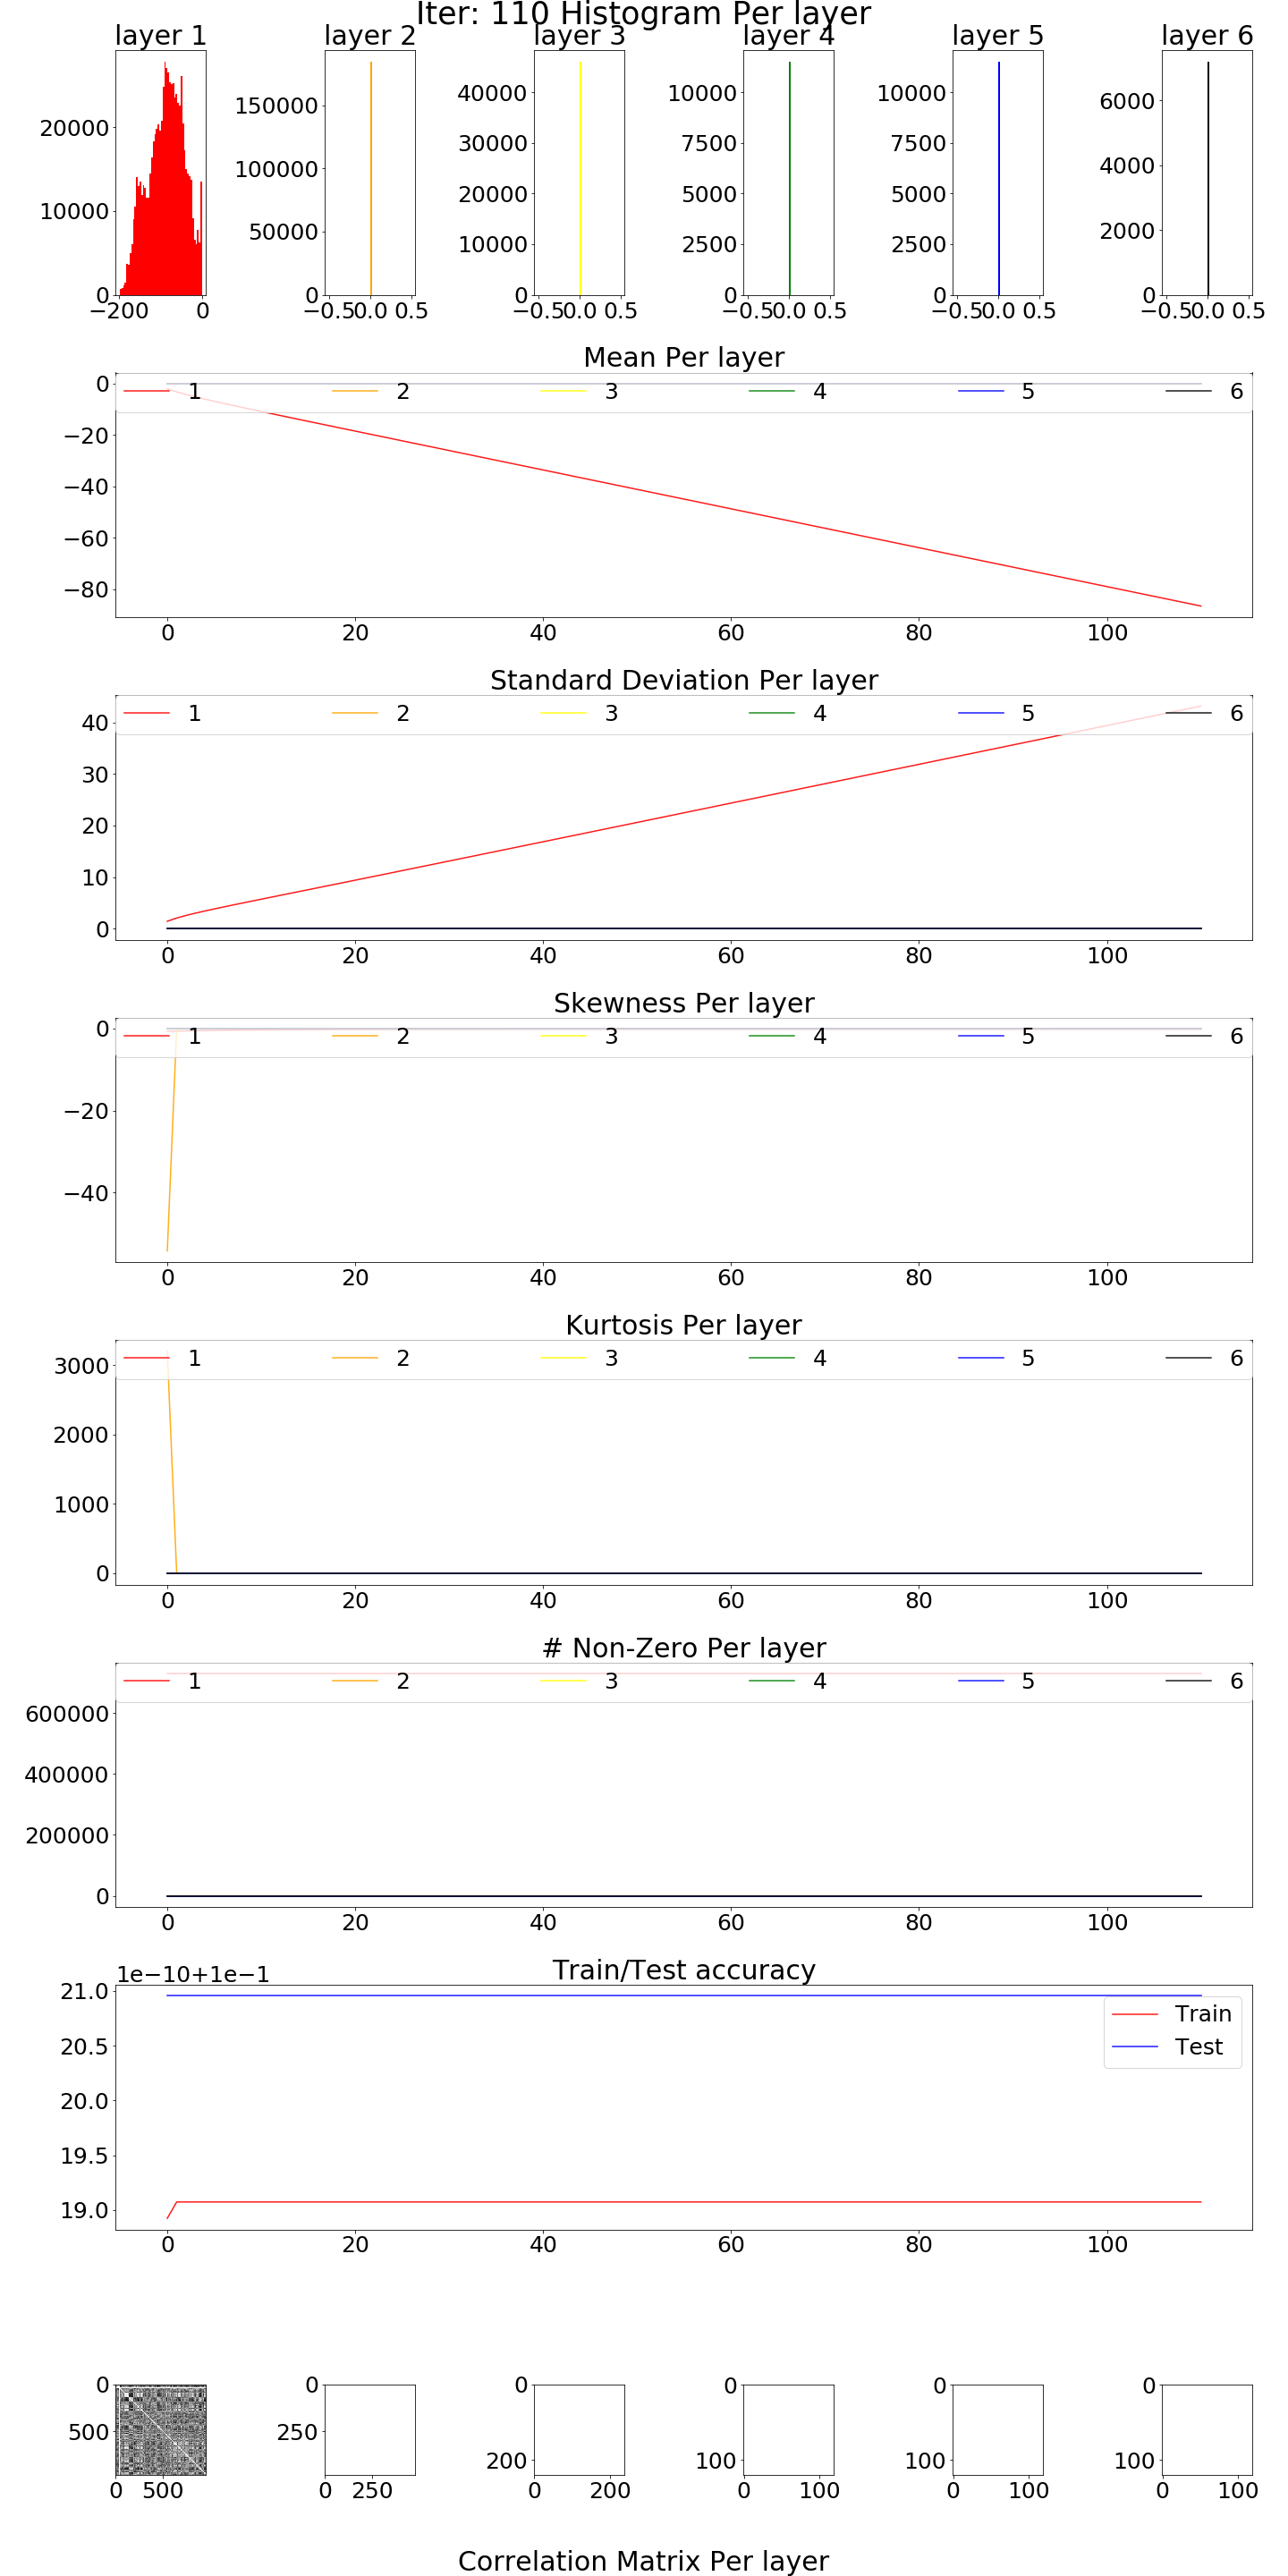 Iter: 110 Histogram Per layer
layer 1 layer 2 layer 3 layer 4 layer 5 layer 6
20000 10000 0 −200 0
150000 100000 50000 0 −0.5 0.0 0.5
40000 30000 20000 10000 0 −0.5 0.0 0.5
10000 7500 5000 2500 0 −0.5 0.0 0.5
10000 7500 5000 2500 0 −0.5 0.0 0.5
6000 4000 2000 0 −0.5 0.0 0.5
Mean Per layer
1 2 3 4 5 6
0
−20
−40
−60
−80
0 20 40 60 80 100
Standard Deviation Per layer
1 2 3 4 5 6
40
30
20
10
0
0 20 40 60 80 100
Skewness Per layer
1 2 3 4 5 6
0
−20
−40
0 20 40 60 80 100
Kurtosis Per layer
1 2 3 4 5 6
3000
2000
1000
0
0 20 40 60 80 100
# Non-Zero Per layer
1 2 3 4 5 6
600000
400000
200000
0
0 20 40 60 80 100
Train/Test accuracy
1e−10+1e−1
21.0
20.5
20.0
19.5
19.0
Train
Test
0 20 40 60 80 100
0 500 0 500
0 250 0 250
0 200 0 200
0 100 0 100
0 100 0 100
0 100 0 100
Correlation Matrix Per layer